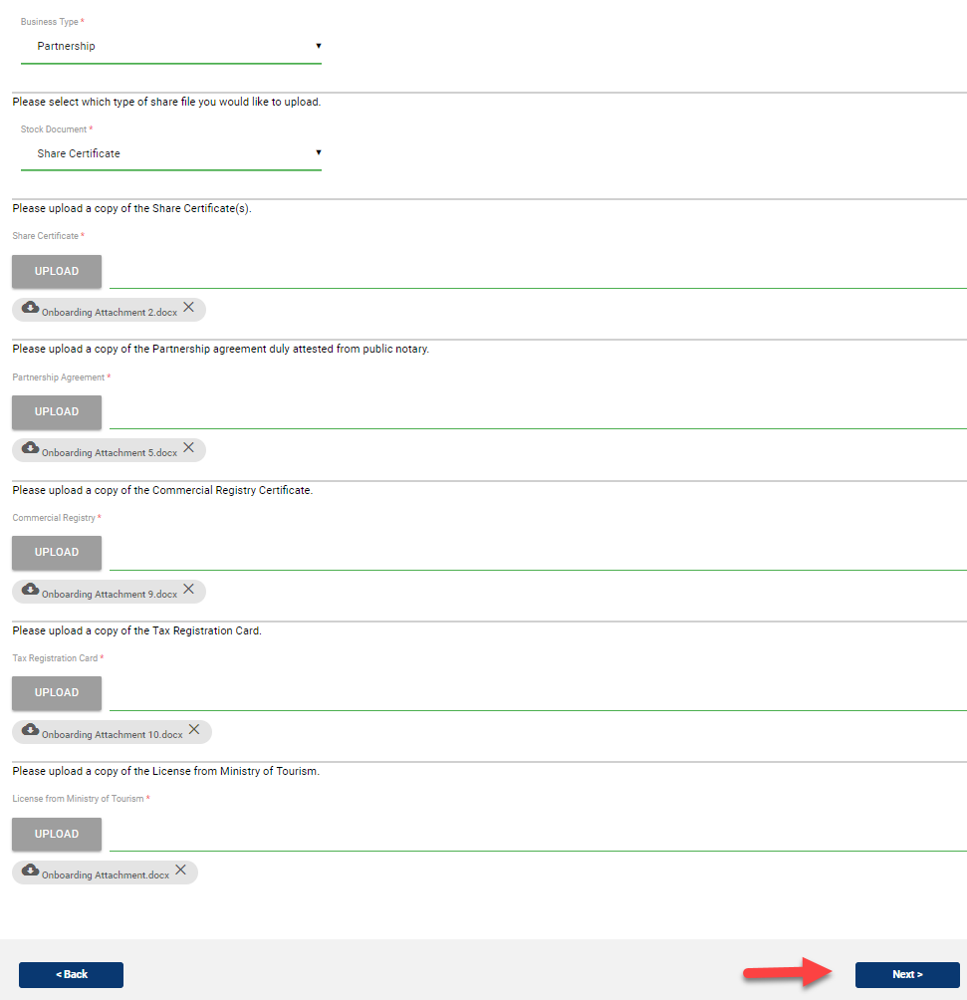 Business Type *
Partnership
Please select which type of share file you would like to upload.
Stock Document *
Share Certificate
Please upload a copy of the Share Certificate(s).
Share Certificate *
UPLOAD
Onboarding Attachment 2.docx
Please upload a copy of the Partnership agreement duly attested from public notary.
Partnership Agreement *
UPLOAD
Onboarding Attachment 5.docx
Please upload a copy of the Commercial Registry Certificate.
Commercial Registry *
UPLOAD
Onboarding Attachment 9.docx
Please upload a copy of the Tax Registration Card.
Tax Registration Card *
UPLOAD
Onboarding Attachment 10.docx
Please upload a copy of the License from Ministry of Tourism.
License from Ministry of Tourism *
UPLOAD
Onboarding Attachment.docx
< Back
Next >